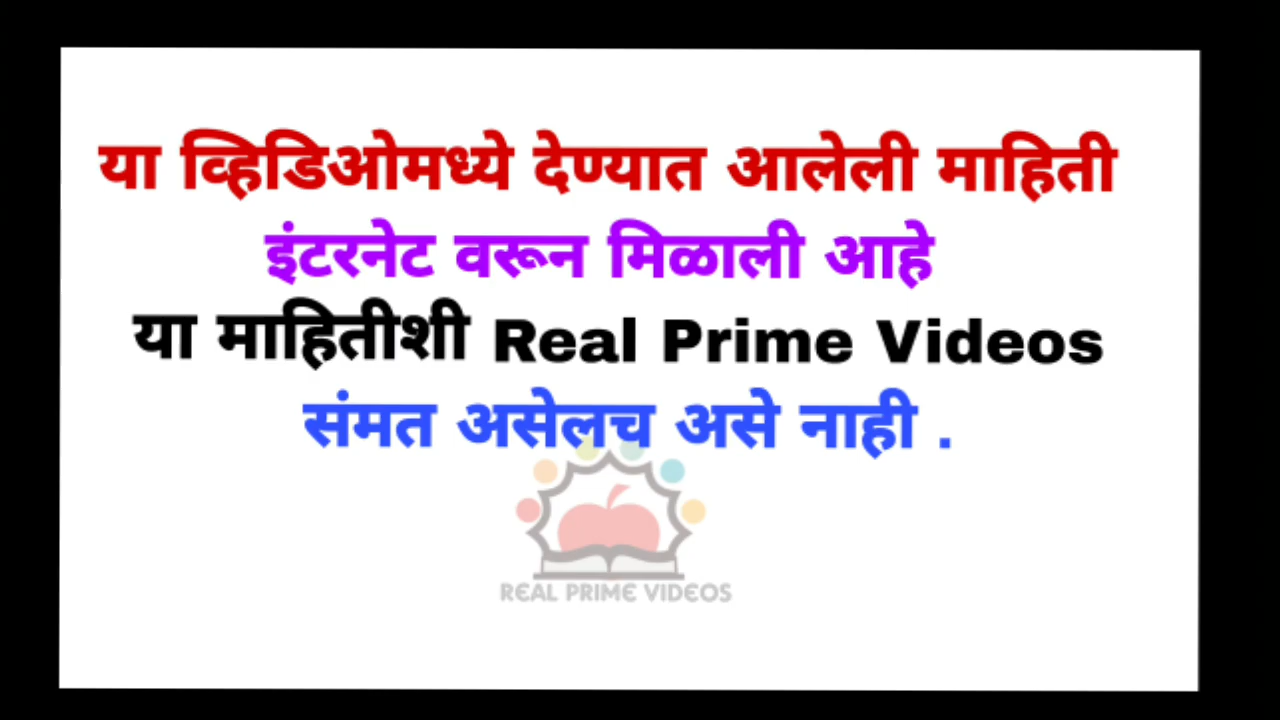 या व्हिडिओमध्ये देण्यात आलेली माहिती
इंटरनेट वरून मिळाली आहे
या माहितीशी Real Prime Videos
संमत असेलच असे नाही .
REAL PRIME VIDEOS